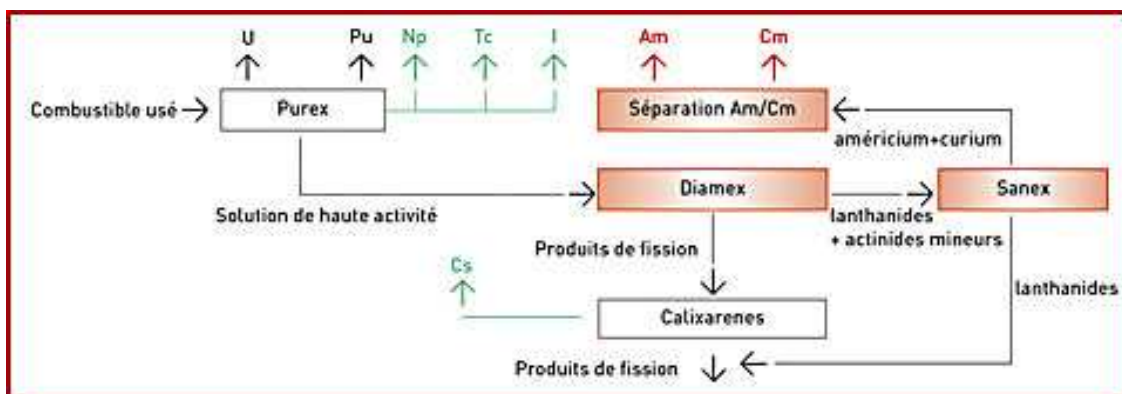 U Pu Np Tc I Am Cm
Combustible usé
Purex
Séparation Am/Cm
américium+curium
Diamex
Sanex
Solution de haute activité
lanthanides
+ actinides mineurs
Produits de fission
Cs
lanthanides
Calixarenes
Produits de fission